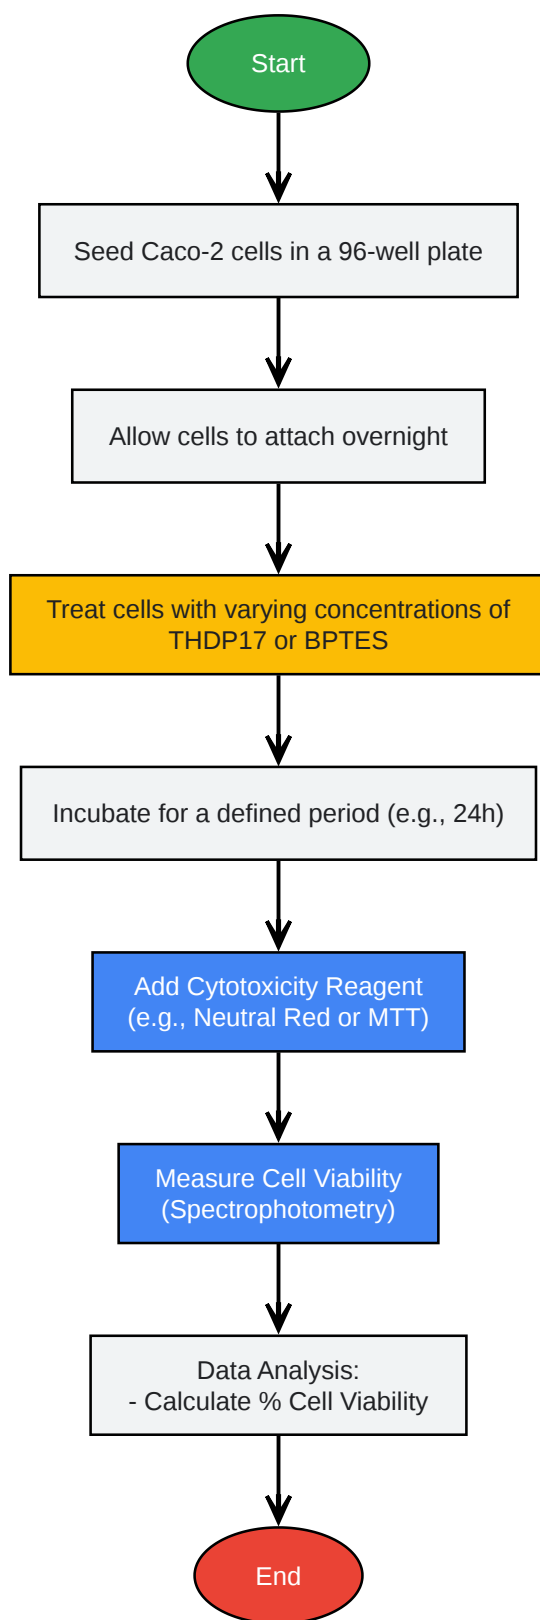 Start
Seed Caco-2 cells in a 96-well plate
Allow cells to attach overnight
Treat cells with varying concentrations of
THDP17 or BPTES
Incubate for a defined period (e.g., 24h)
Add Cytotoxicity Reagent
(e.g., Neutral Red or MTT)
Measure Cell Viability
(Spectrophotometry)
Data Analysis:
- Calculate % Cell Viability
End